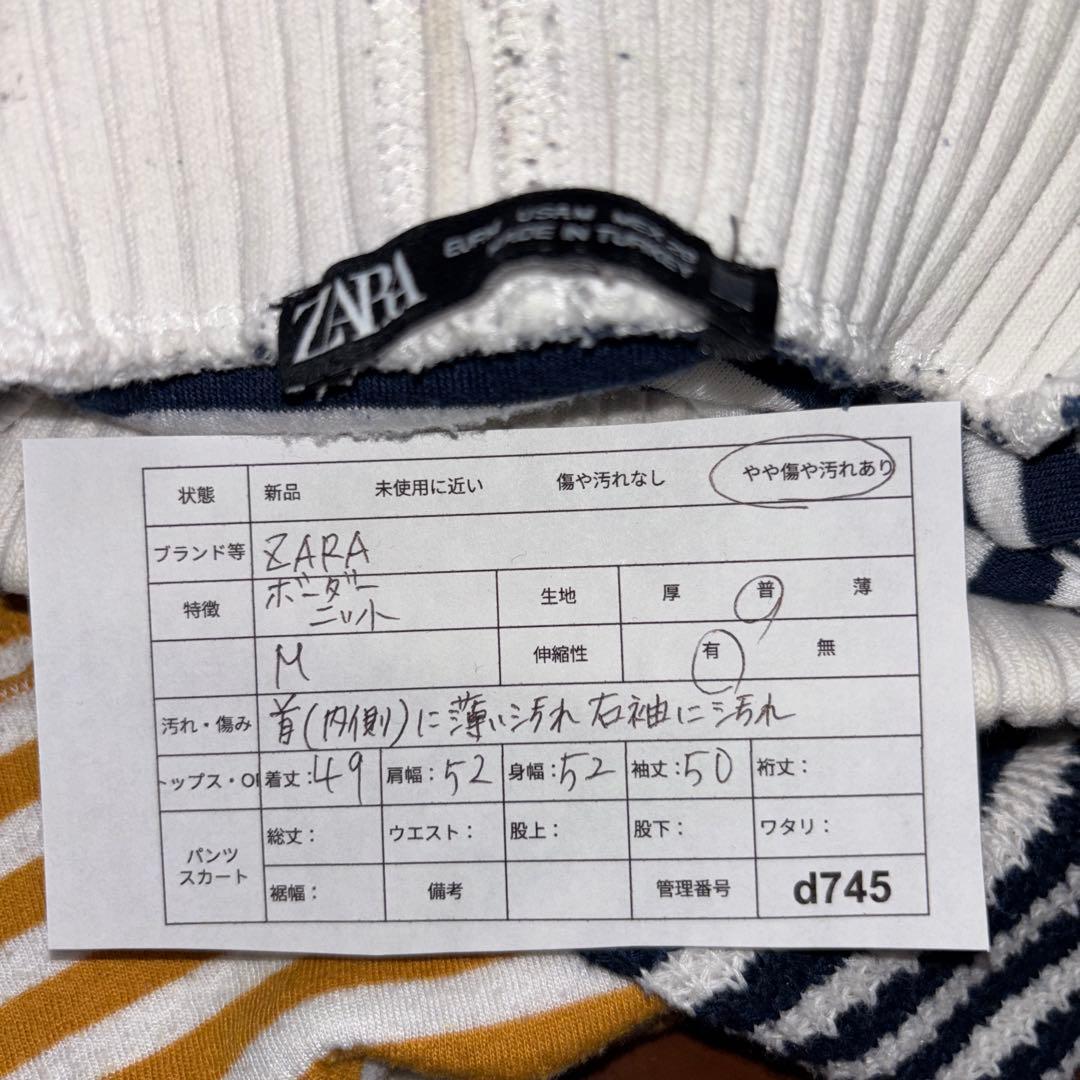 ZARA
EUR M USA M MEX 28
MADE IN TURKEY
状態 新品 未使用に近い 傷や汚れなし やや傷や汚れあり
ブランド等 ZARA
特徴 ボーダーニット 生地 厚 普 薄
M 伸縮性 有 無
汚れ・傷み 首(内側)に薄い汚れ 右袖に汚れ
トップス・OP 着丈:49 肩幅:52 身幅:52 袖丈:50 裄丈:
パンツ スカート 総丈: ウエスト: 股上: 股下: ワタリ:
裾幅: 備考 管理番号 d745